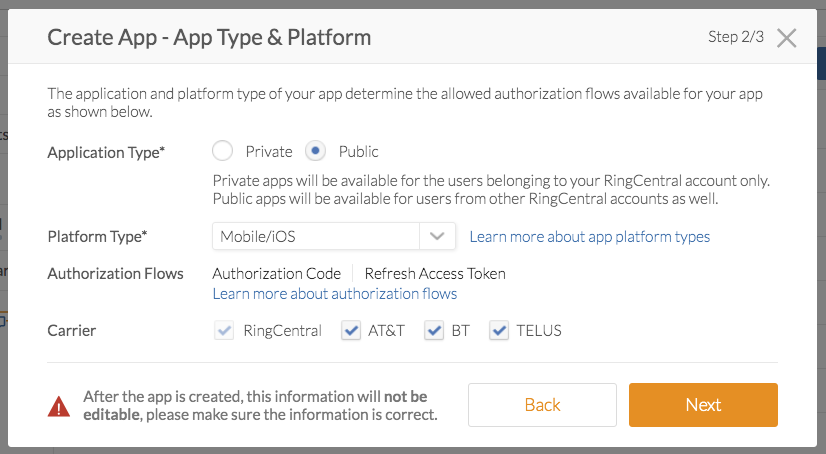 Create App - App Type & Platform
Step 2/3
The application and platform type of your app determine the allowed authorization flows available for your app
as shown below.
Application Type* Private Public
Private apps will be available for the users belonging to your RingCentral account only.
Public apps will be available for users from other RingCentral accounts as well.
Platform Type* Mobile/iOS Learn more about app platform types
Authorization Flows Authorization Code Refresh Access Token
Learn more about authorization flows
Carrier RingCentral AT&T BT TELUS
After the app is created, this information will not be
editable, please make sure the information is correct.
Back Next